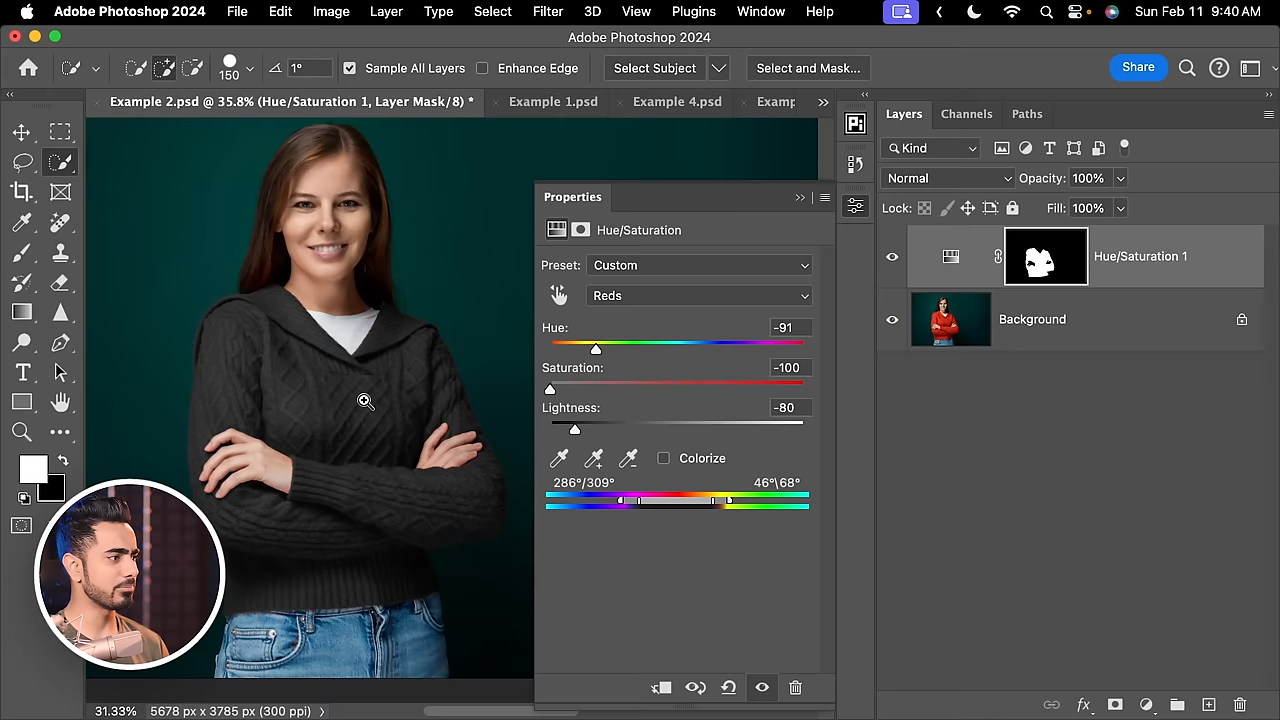 Adobe Photoshop 2024 File Edit Image Layer Type Select Filter 3D View Plugins Window Help Sun Feb 11 9:40 AM
Adobe Photoshop 2024
150 1° Sample All Layers Enhance Edge Select Subject Select and Mask... Share
Example 2.psd @ 35.8% (Hue/Saturation 1, Layer Mask/8) * Example 1.psd Example 4.psd Examp
Layers Channels Paths
Kind
Normal Opacity: 100%
Lock: Fill: 100%
Hue/Saturation 1
Background
Properties
Hue/Saturation
Preset: Custom
Reds
Hue: -91
Saturation: -100
Lightness: -80
Colorize
286°/309° 46°\68°
31.33% 5678 px x 3785 px (300 ppi)